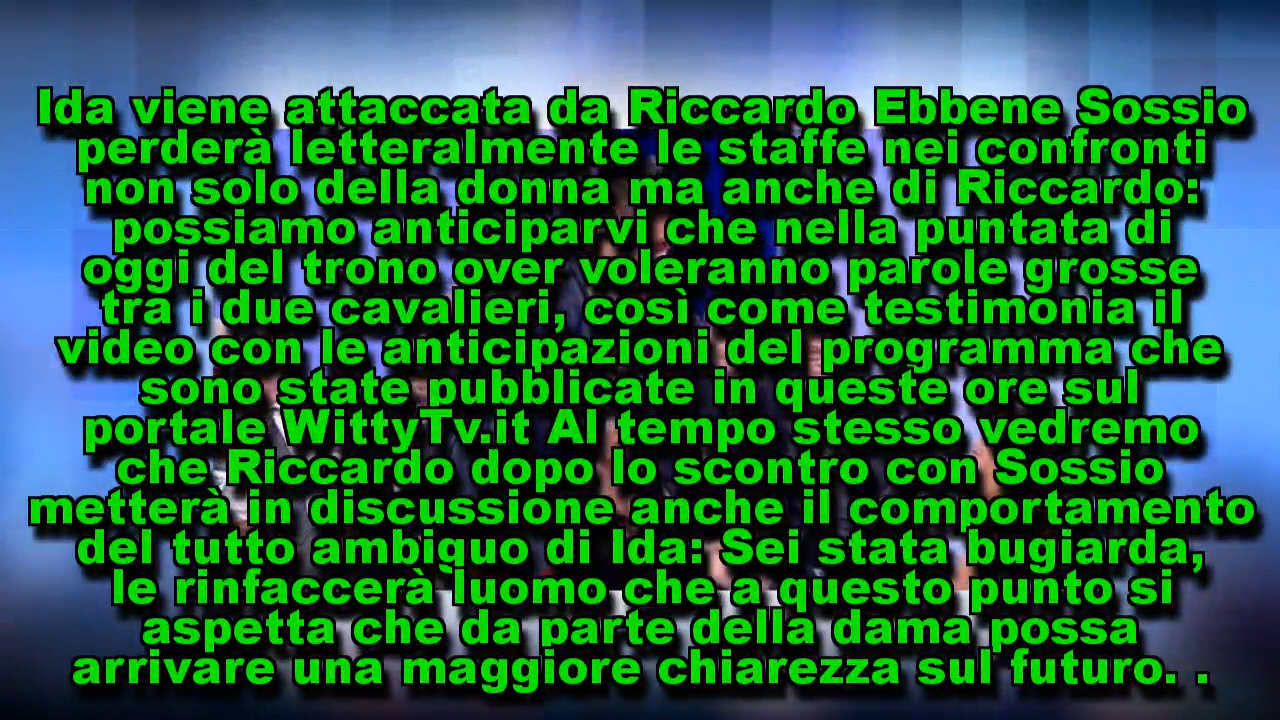 Ida viene attaccata da Riccardo Ebbene Sossio
perderà letteralmente le staffe nei confronti
non solo della donna ma anche di Riccardo:
possiamo anticiparvi che nella puntata di
oggi del trono over voleranno parole grosse
tra i due cavalieri, così come testimonia il
video con le anticipazioni del programma che
sono state pubblicate in queste ore sul
portale WittyTv.it Al tempo stesso vedremo
che Riccardo dopo lo scontro con Sossio
metterà in discussione anche il comportamento
del tutto ambiguo di Ida: Sei stata bugiarda,
le rinfaccerà luomo che a questo punto si
aspetta che da parte della dama possa
arrivare una maggiore chiarezza sul futuro. .